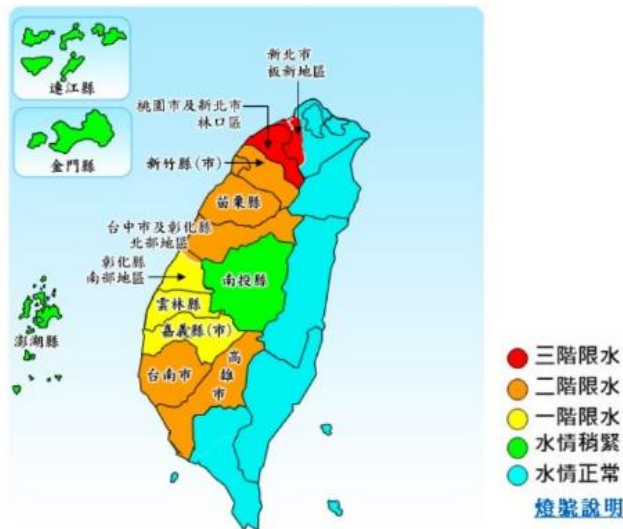 連江縣
金門縣
澎湖縣
新北市
板新地區
桃園市及新北市
林口區
新竹縣(市)
苗栗縣
台中市及彰化縣
北部地區
彰化縣
南部地區
南投縣
雲林縣
嘉義縣(市)
台南市
高雄市
三階限水
二階限水
一階限水
水情稍緊
水情正常
燈號說明